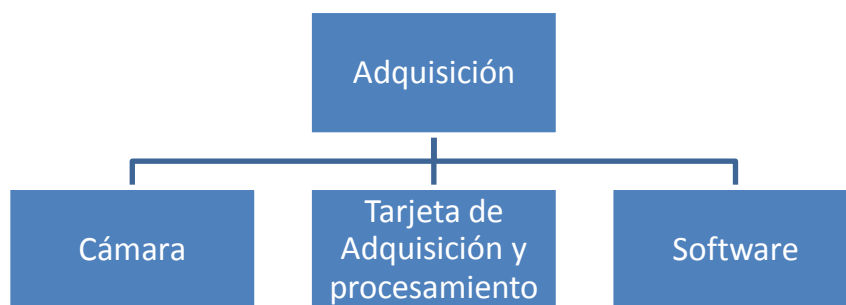 Adquisición
Cámara
Tarjeta de
Adquisición y
procesamiento
Software